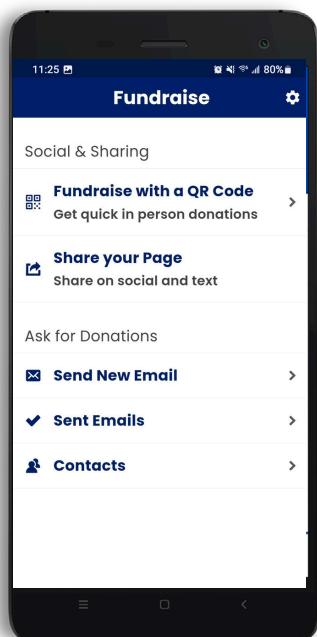 11:25 80%
Fundraise
Social & Sharing
Fundraise with a QR Code
Get quick in person donations
Share your Page
Share on social and text
Ask for Donations
Send New Email
Sent Emails
Contacts